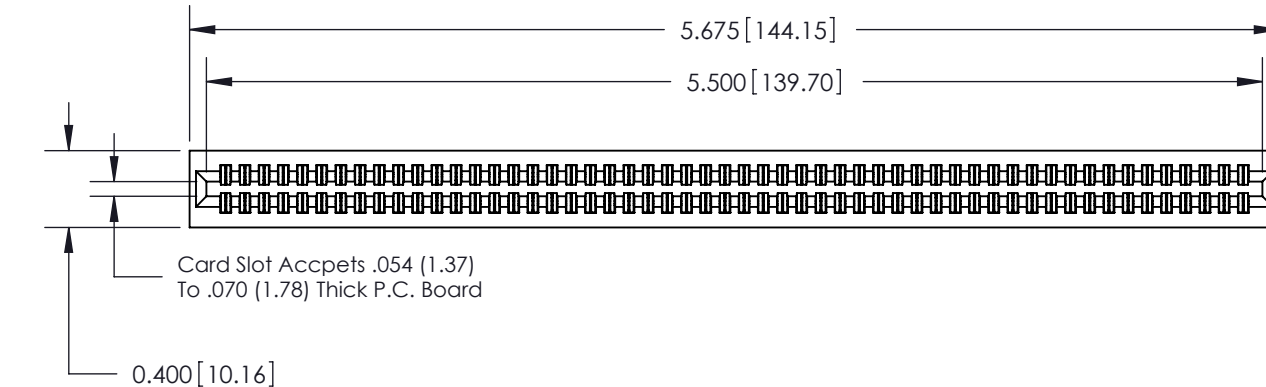 5.675[144.15]
5.500[139.70]
Card Slot Accpets .054 (1.37)
To .070 (1.78) Thick P.C. Board
0.400[10.16]